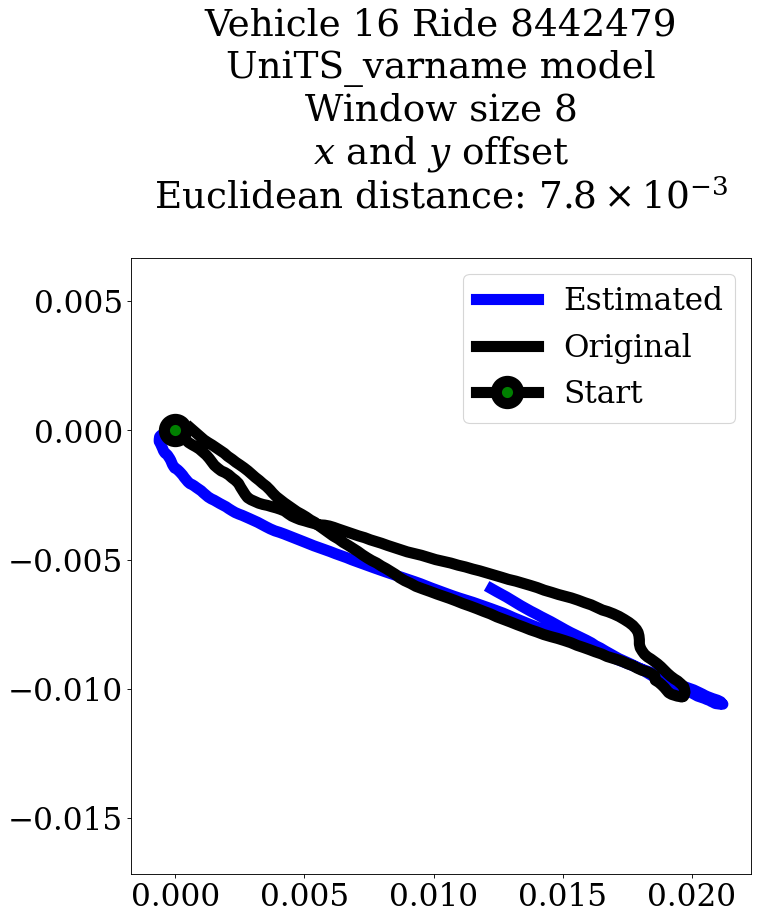 Vehicle 16 Ride 8442479
UniTS_varname model
Window size 8
x and y offset
Euclidean distance: 7.8 × 10⁻³
Estimated
Original
Start
0.005
0.000
−0.005
−0.010
−0.015
0.000 0.005 0.010 0.015 0.020